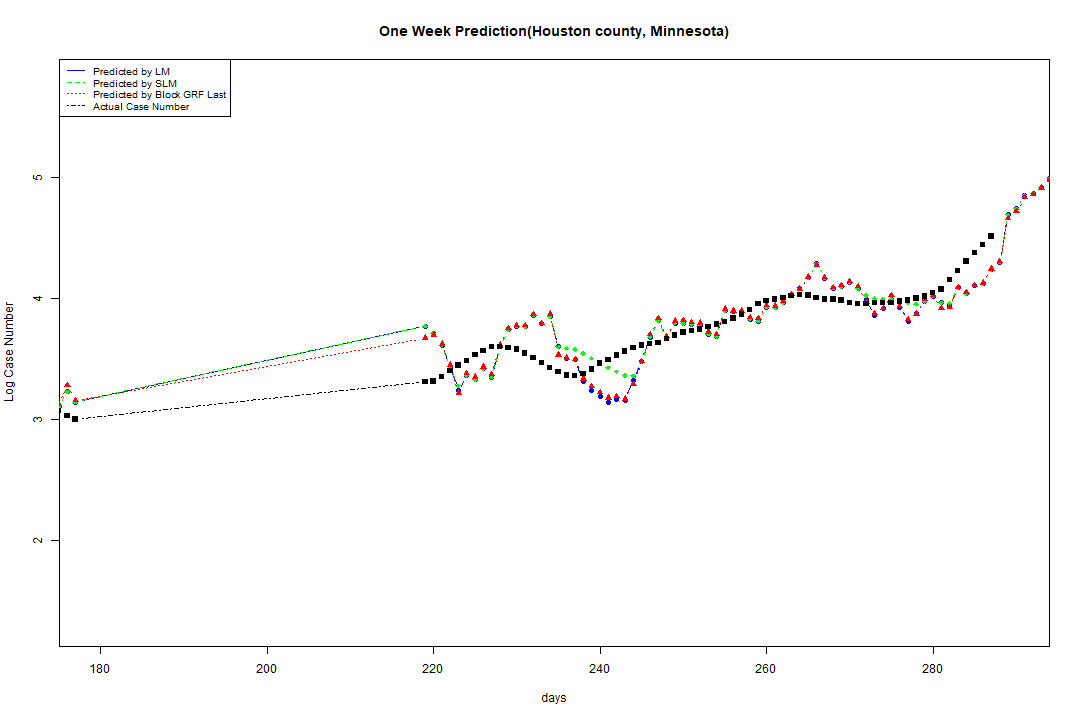 One Week Prediction(Houston county, Minnesota)
Predicted by LM
Predicted by SLM
Predicted by Block GRF Last
Actual Case Number
5
4
3
2
Log Case Number
180 200 220 240 260 280
days